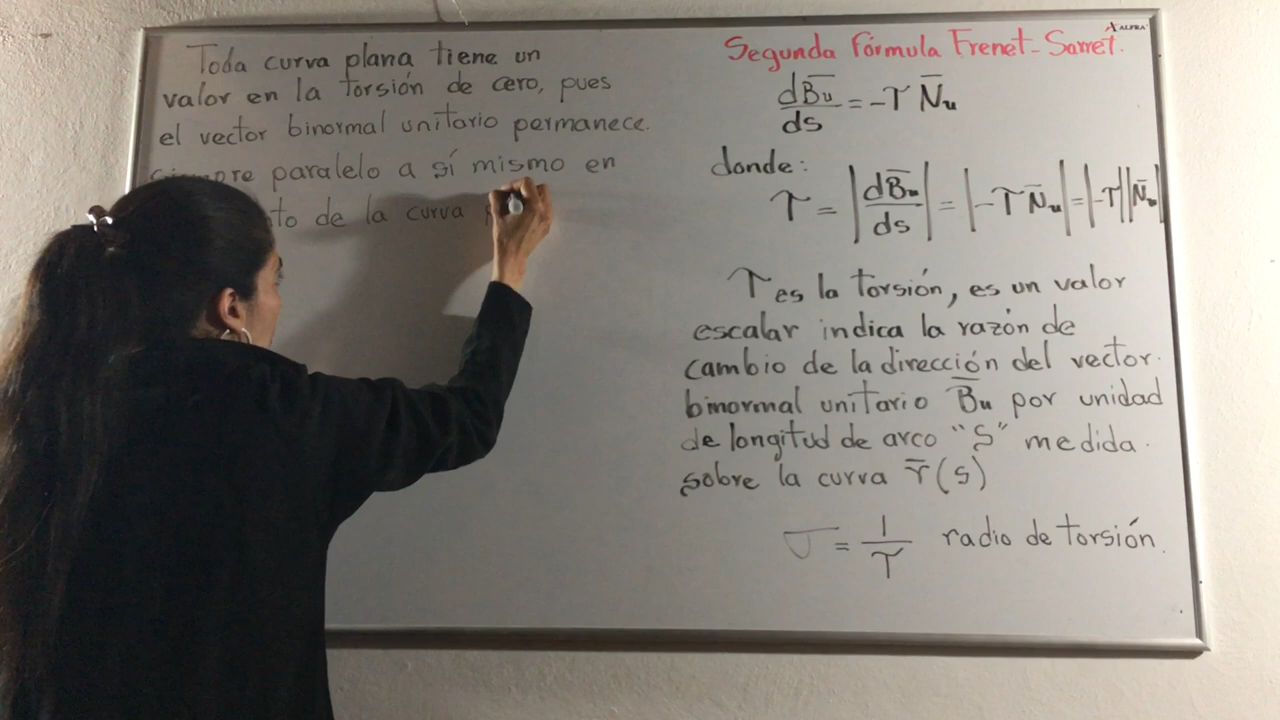 Toda curva plana tiene un
valor en la torsión de cero, pues
el vector binormal unitario permanece.
paralelo a sí mismo en
de la curva
ALFRA
Segunda Fórmula Frenet-Sarret.
dB̅u/ds = -τ N̅u
donde:
τ = |dB̅u/ds| = |-τ N̅u| = |-τ||N̅u|
τ es la torsión, es un valor
escalar indica la razón de
cambio de la dirección del vector.
binormal unitario B̅u por unidad
de longitud de arco "S" medida.
sobre la curva r̅(s)
σ = 1/τ radio de torsión.